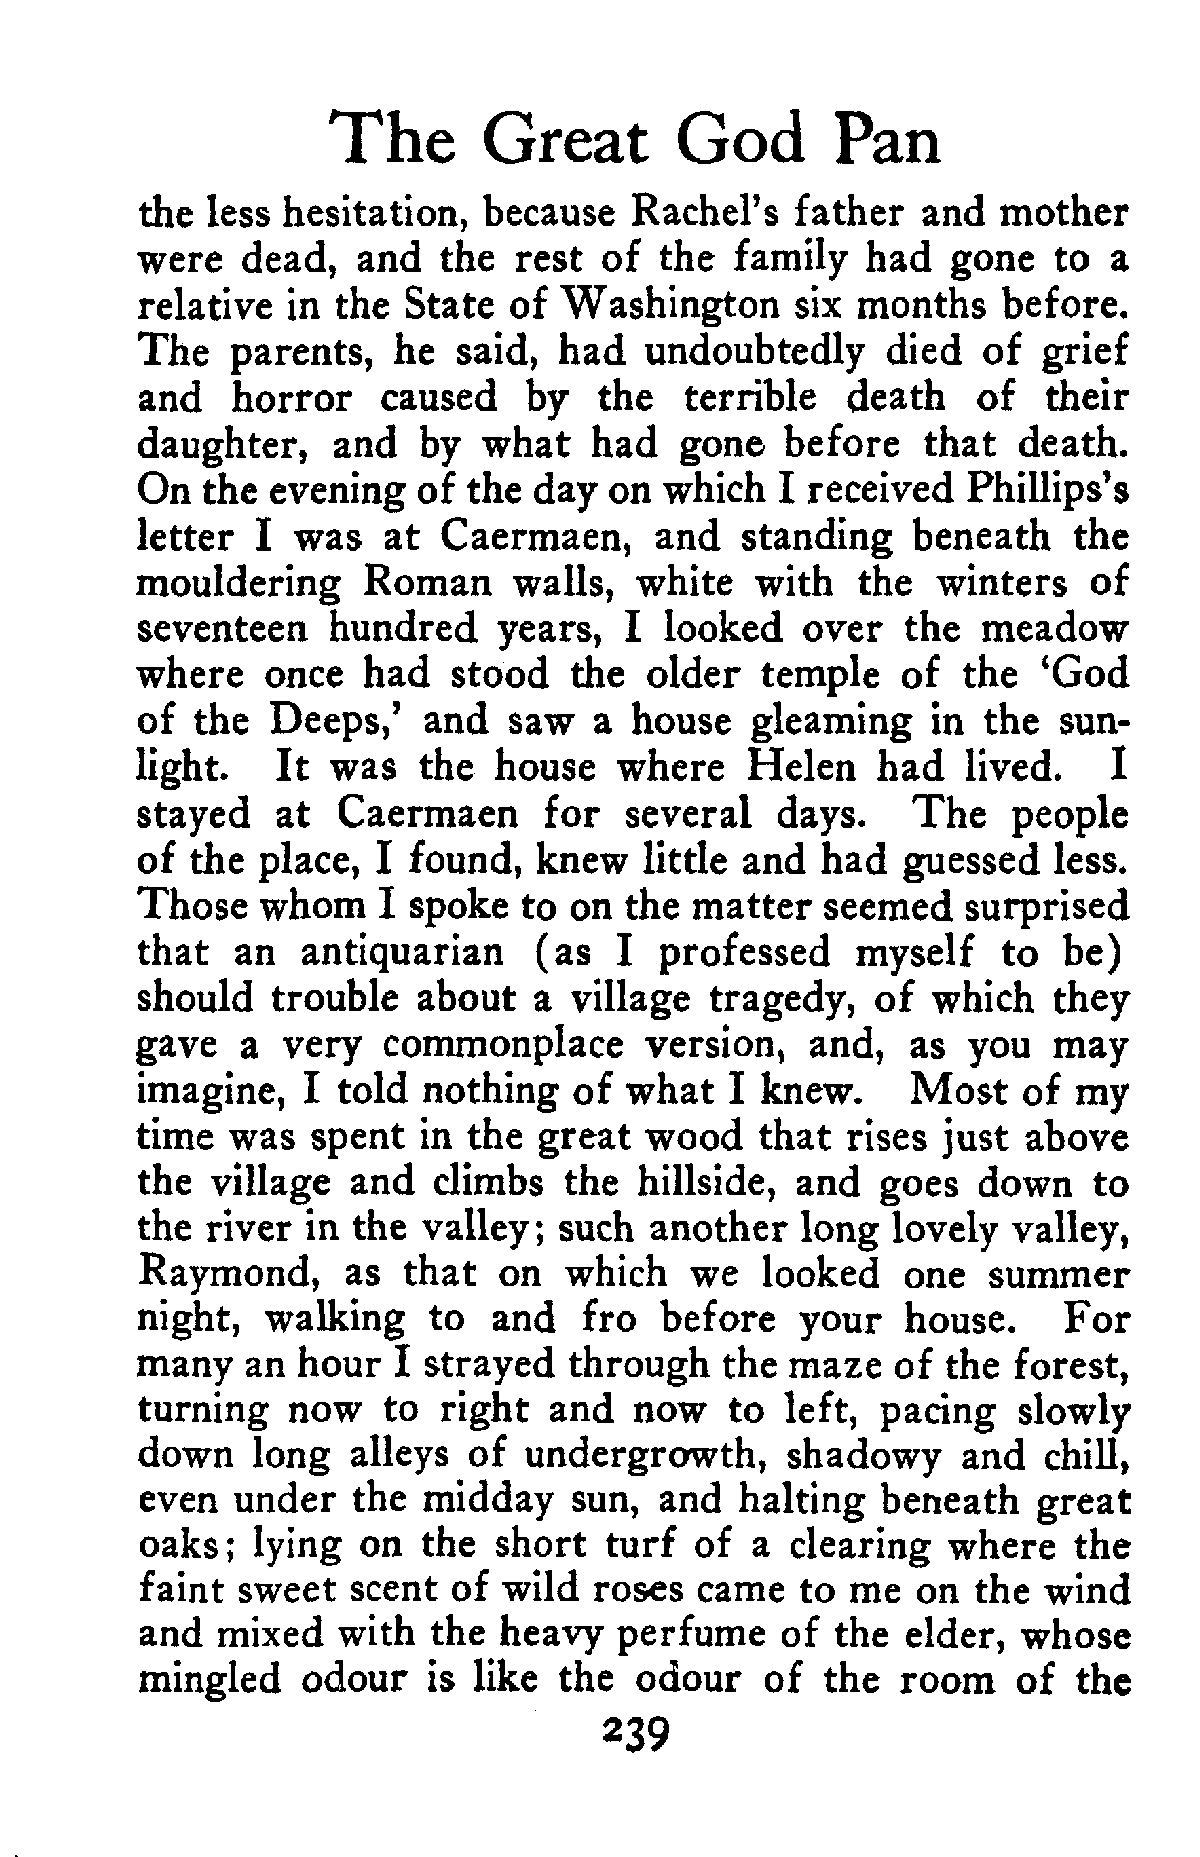 The Great God Pan
the less hesitation, because Rachel's father and mother
were dead, and the rest of the family had gone to a
relative in the State of Washington six months before.
The parents, he said, had undoubtedly died of grief
and horror caused by the terrible death of their
daughter, and by what had gone before that death.
On the evening of the day on which I received Phillips's
letter I was at Caermaen, and standing beneath the
mouldering Roman walls, white with the winters of
seventeen hundred years, I looked over the meadow
where once had stood the older temple of the ‘God
of the Deeps,’ and saw a house gleaming in the sun-
light. It was the house where Helen had lived. I
stayed at Caermaen for several days. The people
of the place, I found, knew little and had guessed less.
Those whom I spoke to on the matter seemed surprised
that an antiquarian (as I professed myself to be)
should trouble about a village tragedy, of which they
gave a very commonplace version, and, as you may
imagine, I told nothing of what I knew. Most of my
time was spent in the great wood that rises just above
the village and climbs the hillside, and goes down to
the river in the valley; such another long lovely valley,
Raymond, as that on which we looked one summer
night, walking to and fro before your house. For
many an hour I strayed through the maze of the forest,
turning now to right and now to left, pacing slowly
down long alleys of undergrowth, shadowy and chill,
even under the midday sun, and halting beneath great
oaks; lying on the short turf of a clearing where the
faint sweet scent of wild roses came to me on the wind
and mixed with the heavy perfume of the elder, whose
mingled odour is like the odour of the room of the
239